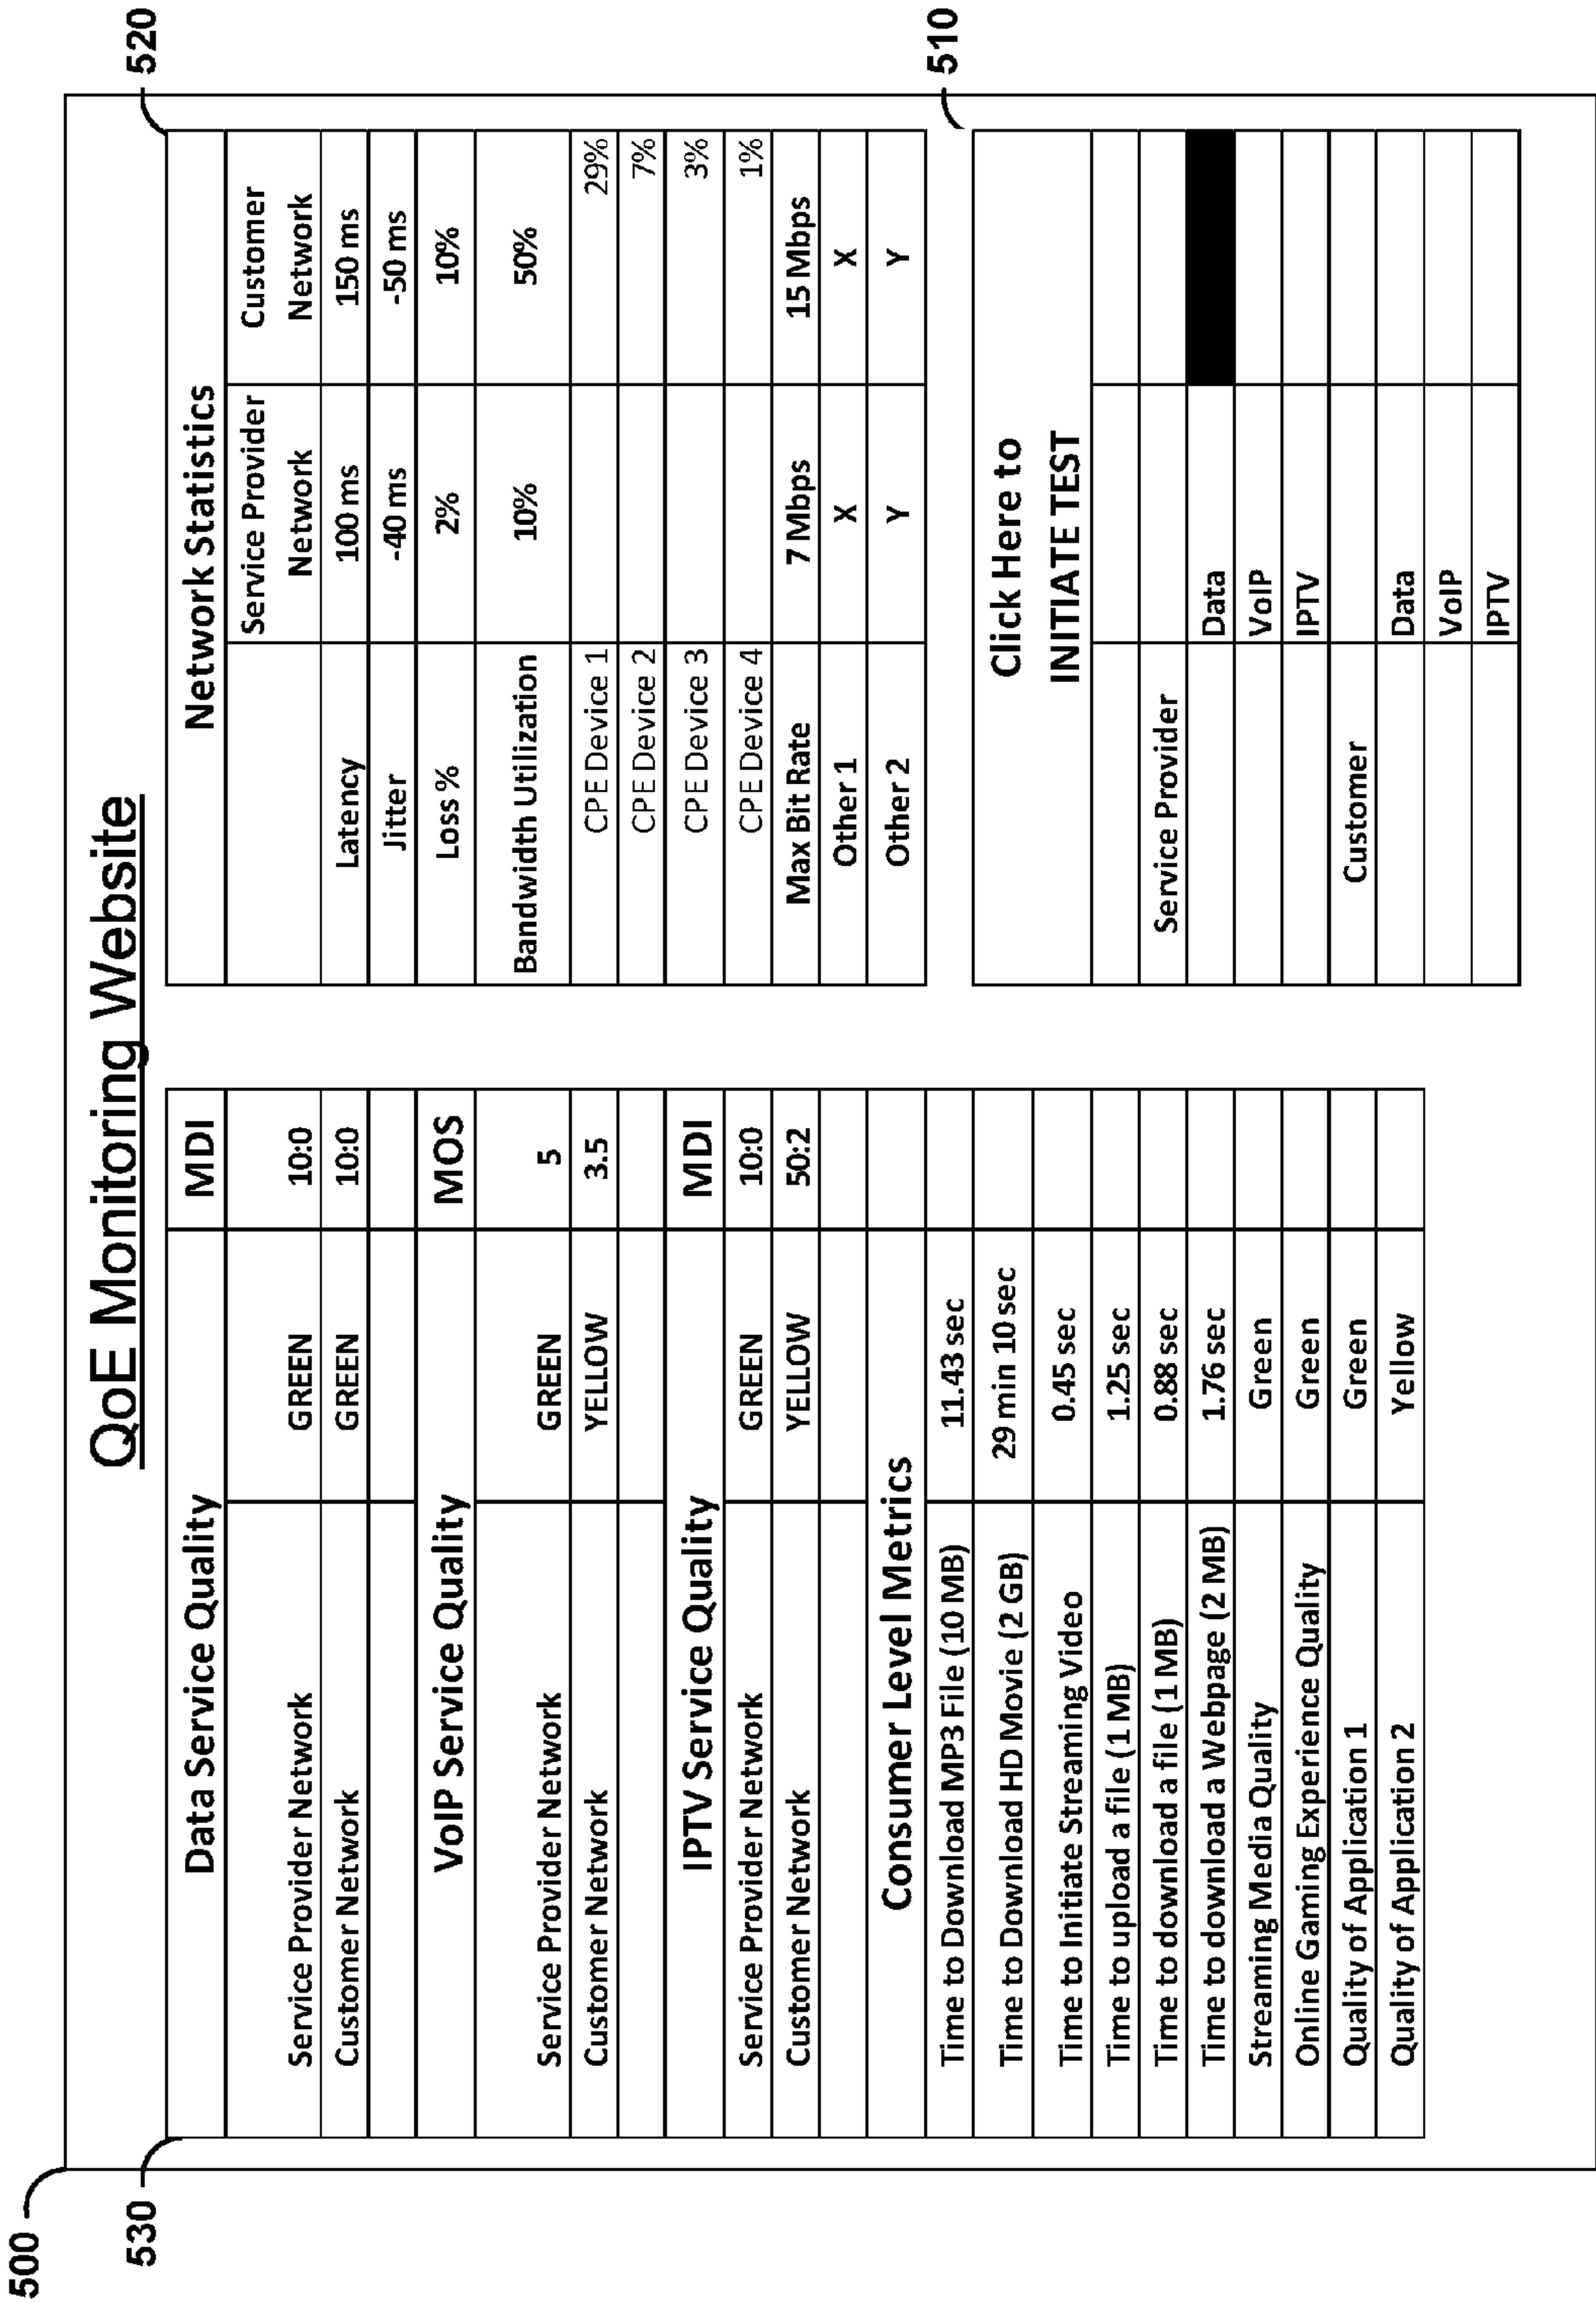 500
QoE Monitoring Website
530
Data Service Quality MDI
Service Provider Network GREEN 10:0
Customer Network GREEN 10:0
VoIP Service Quality MOS
Service Provider Network GREEN 5
Customer Network YELLOW 3.5
IPTV Service Quality MDI
Service Provider Network GREEN 10:0
Customer Network YELLOW 50:2
Consumer Level Metrics
Time to Download MP3 File (10 MB) 11.43 sec
Time to Download HD Movie (2 GB) 29 min 10 sec
Time to Initiate Streaming Video 0.45 sec
Time to upload a file (1 MB) 1.25 sec
Time to download a file (1 MB) 0.88 sec
Time to download a Webpage (2 MB) 1.76 sec
Streaming Media Quality Green
Online Gaming Experience Quality Green
Quality of Application 1 Green
Quality of Application 2 Yellow
520
Network Statistics
Service Provider Customer
Network Network
Latency 100 ms 150 ms
Jitter -40 ms -50 ms
Loss % 2% 10%
Bandwidth Utilization 10% 50%
CPE Device 1 29%
CPE Device 2 7%
CPE Device 3 3%
CPE Device 4 1%
Max Bit Rate 7 Mbps 15 Mbps
Other 1 X X
Other 2 Y Y
510
Click Here to
INITIATE TEST
Service Provider
Data
VoIP
IPTV
Customer
Data
VoIP
IPTV